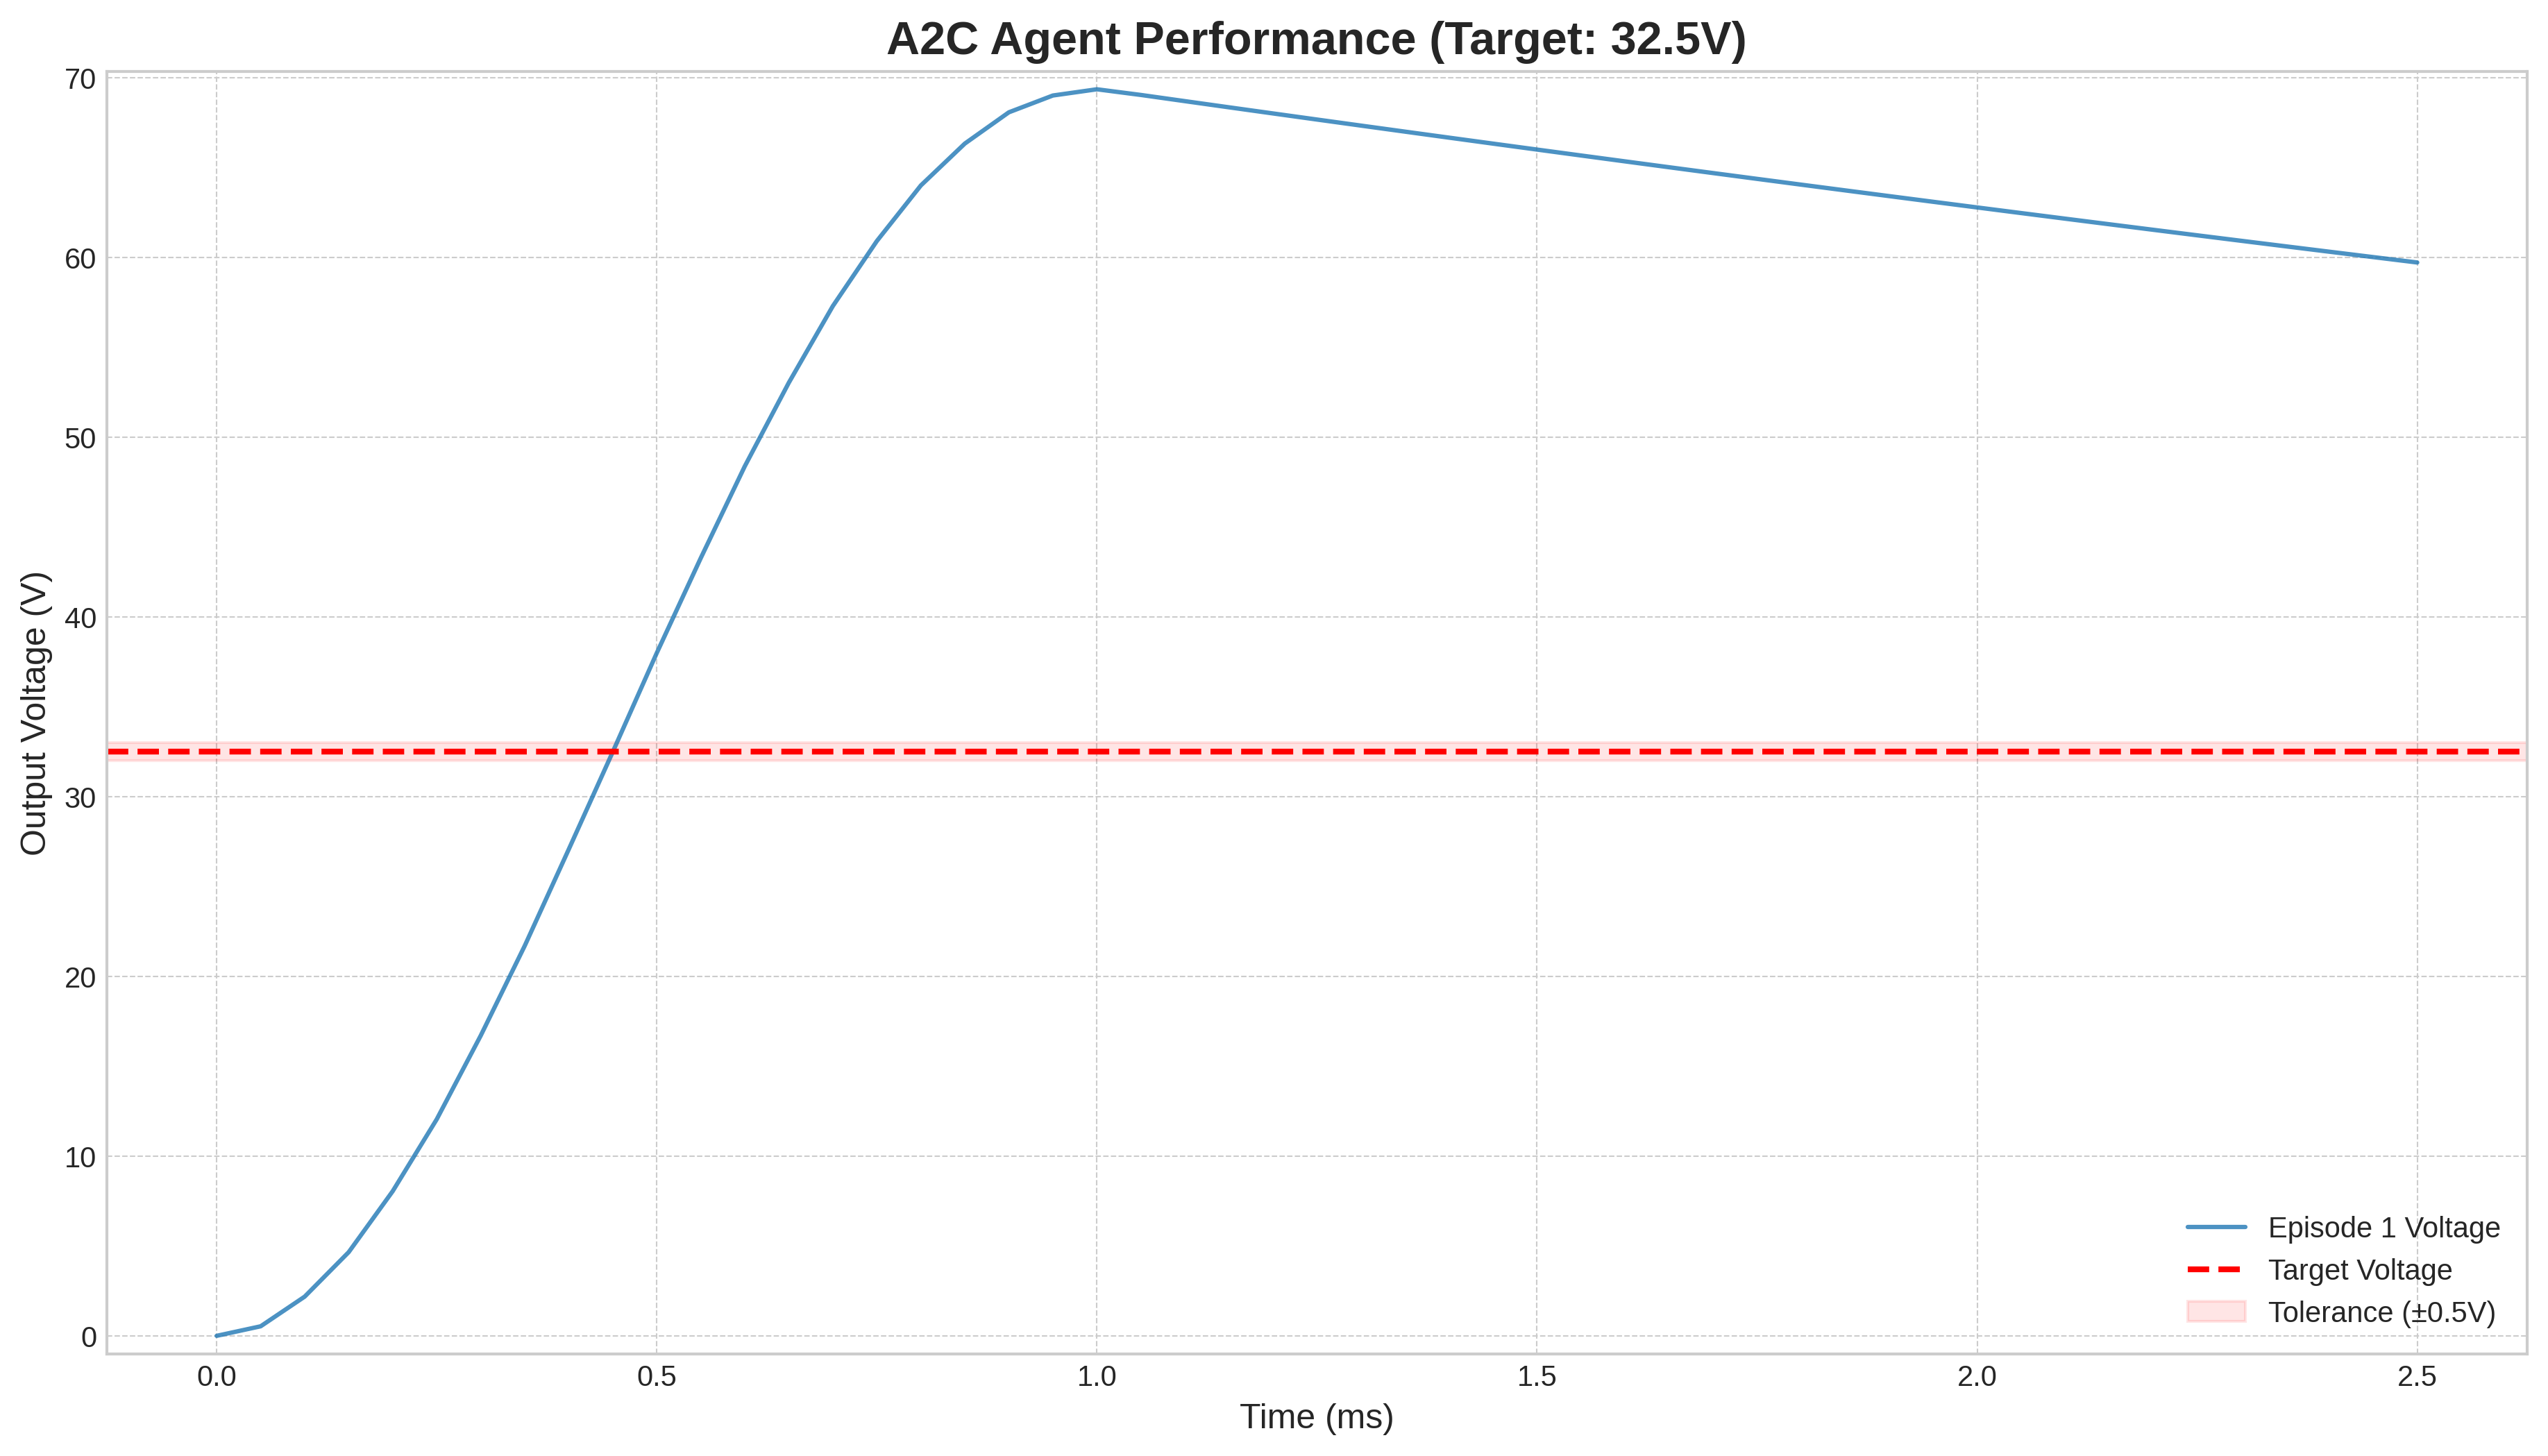 A2C Agent Performance (Target: 32.5V)
Output Voltage (V)
70
60
50
40
30
20
10
0
0.0
0.5
1.0
1.5
2.0
2.5
Time (ms)
Episode 1 Voltage
Target Voltage
Tolerance (±0.5V)